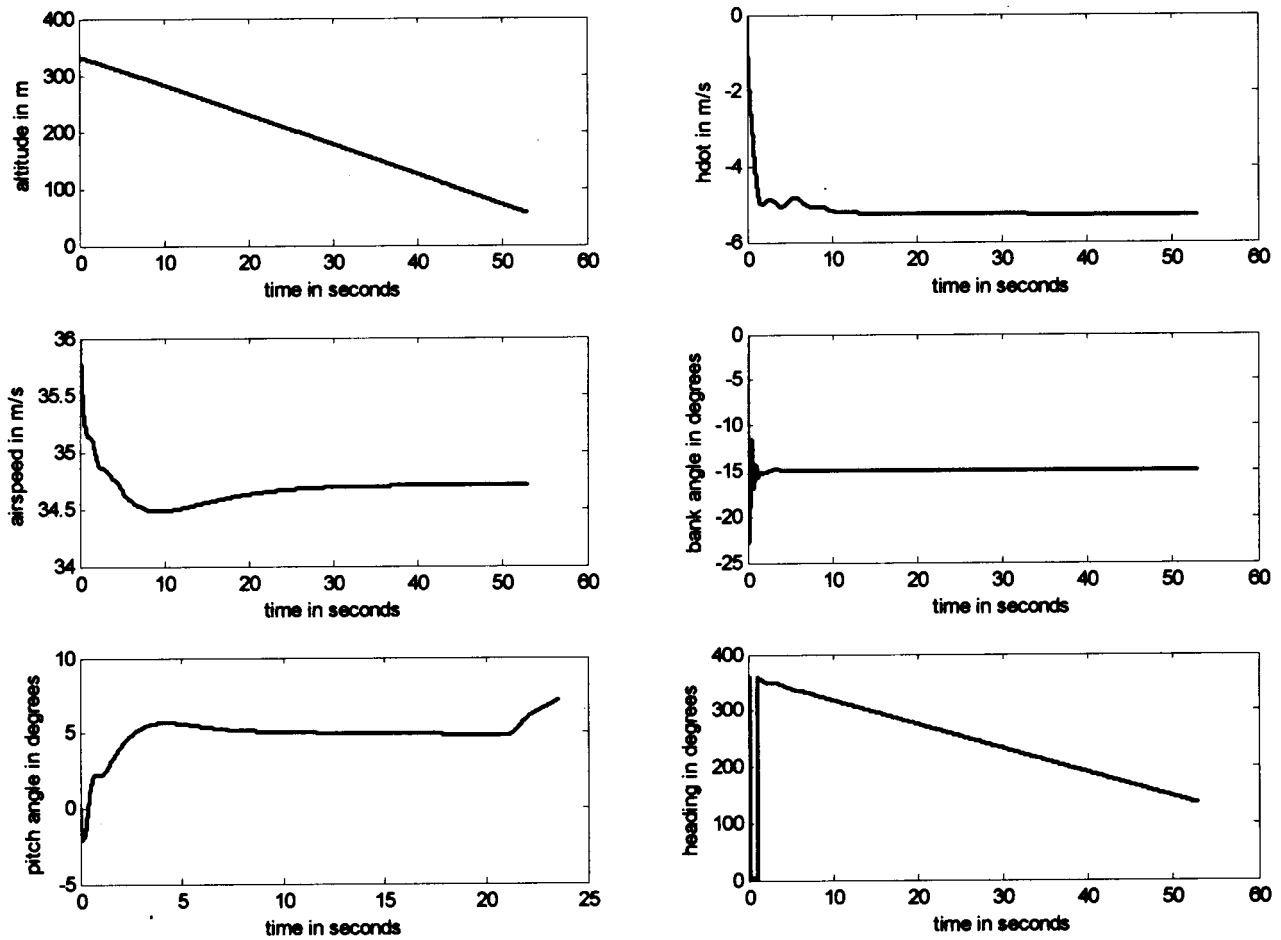 altitude in m
400
300
200
100
0
0 10 20 30 40 50 60
time in seconds
hdot in m/s
0
-2
-4
-6
0 10 20 30 40 50 60
time in seconds
airspeed in m/s
36
35.5
35
34.5
34
0 10 20 30 40 50 60
time in seconds
bank angle in degrees
0
-5
-10
-15
-20
-25
0 10 20 30 40 50 60
time in seconds
pitch angle in degrees
10
5
0
-5
0 5 10 15 20 25
time in seconds
heading in degrees
400
300
200
100
0
0 10 20 30 40 50 60
time in seconds